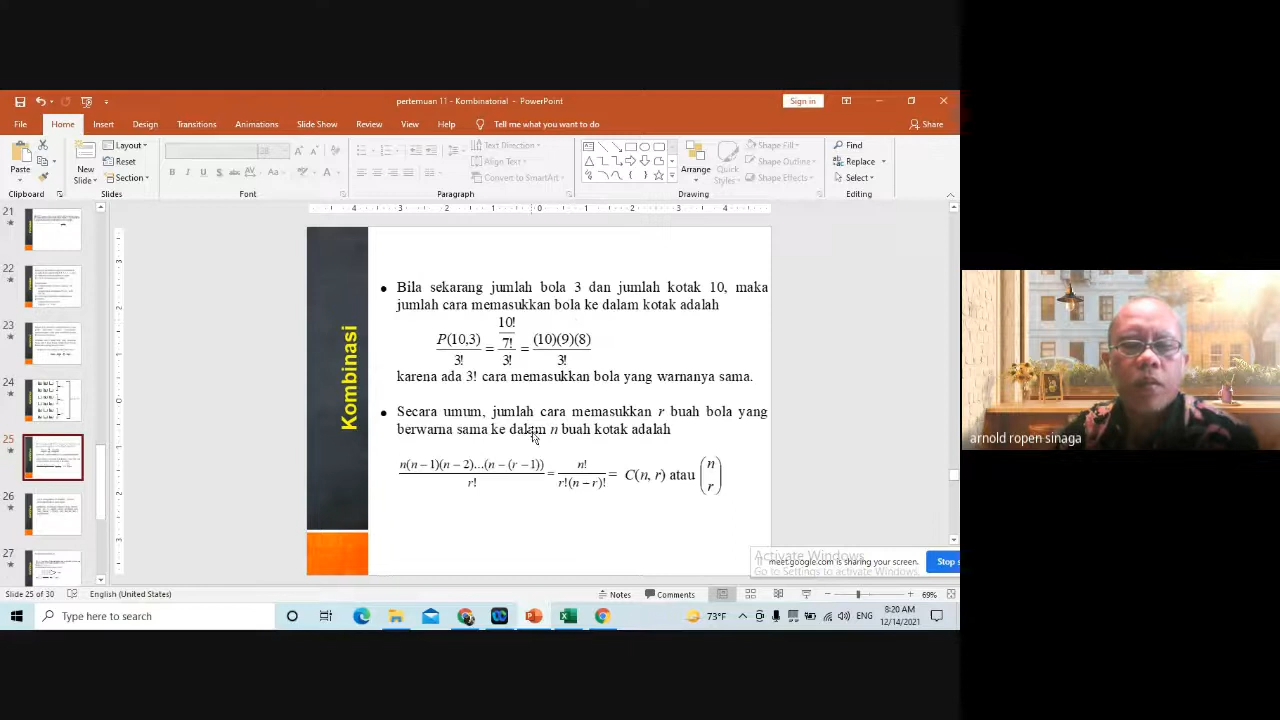 pertemuan 11 - Kombinatorial - PowerPoint
Sign in
File Home Insert Design Transitions Animations Slide Show Review View Help Tell me what you want to do Share
Paste
New
Slide
Layout
Reset
Section
Text Direction
Align Text
Convert to SmartArt
Arrange
Quick
Styles
Shape Fill
Shape Outline
Shape Effects
Find
Replace
Select
Clipboard Slides Font Paragraph Drawing Editing
21
22
23
24
25
26
27
Kombinasi
• Bila sekarang jumlah bola 3 dan jumlah kotak 10, maka
jumlah cara memasukkan bola ke dalam kotak adalah
P(10,3)/3! = (10!/7!)/3! = (10)(9)(8)/3!
karena ada 3! cara memasukkan bola yang warnanya sama.
• Secara umum, jumlah cara memasukkan r buah bola yang
berwarna sama ke dalam n buah kotak adalah
n(n−1)(n−2)...(n−(r−1))/r! = n!/r!(n−r)! = C(n, r) atau (n r)
arnold ropen sinaga
Activate Windows
Go to Settings to activate Windows.
meet.google.com is sharing your screen.
Stop s
Slide 25 of 30 English (United States) Notes Comments 69%
Type here to search
73°F ENG
8:20 AM
12/14/2021